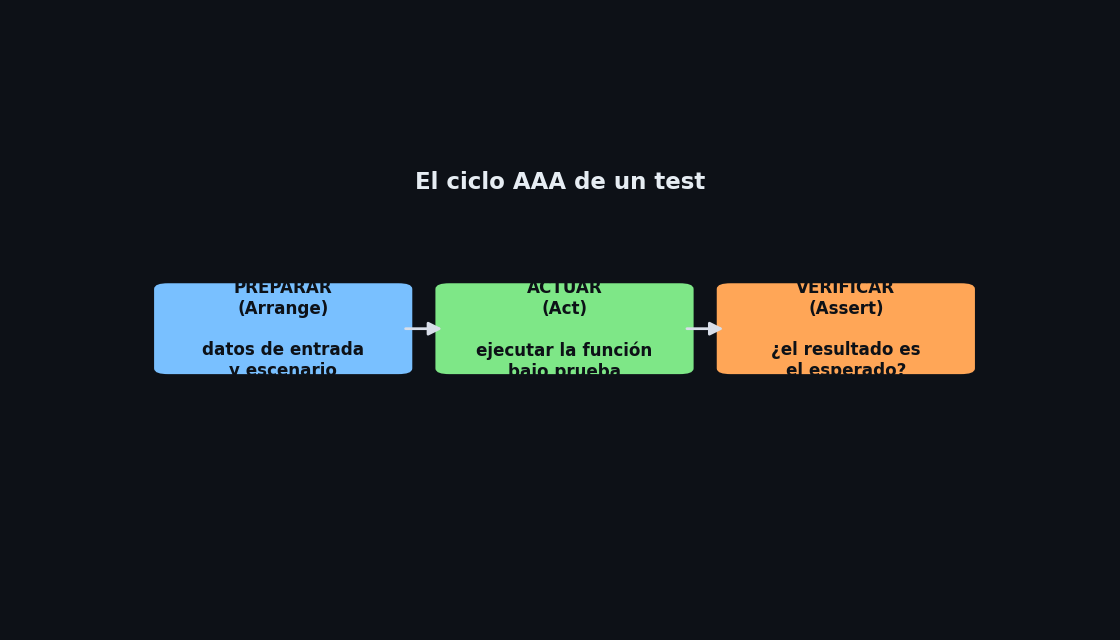 El ciclo AAA de un test
PREPARAR
(Arrange)
datos de entrada
y escenario
ACTUAR
(Act)
ejecutar la función
bajo prueba
VERIFICAR
(Assert)
¿el resultado es
el esperado?